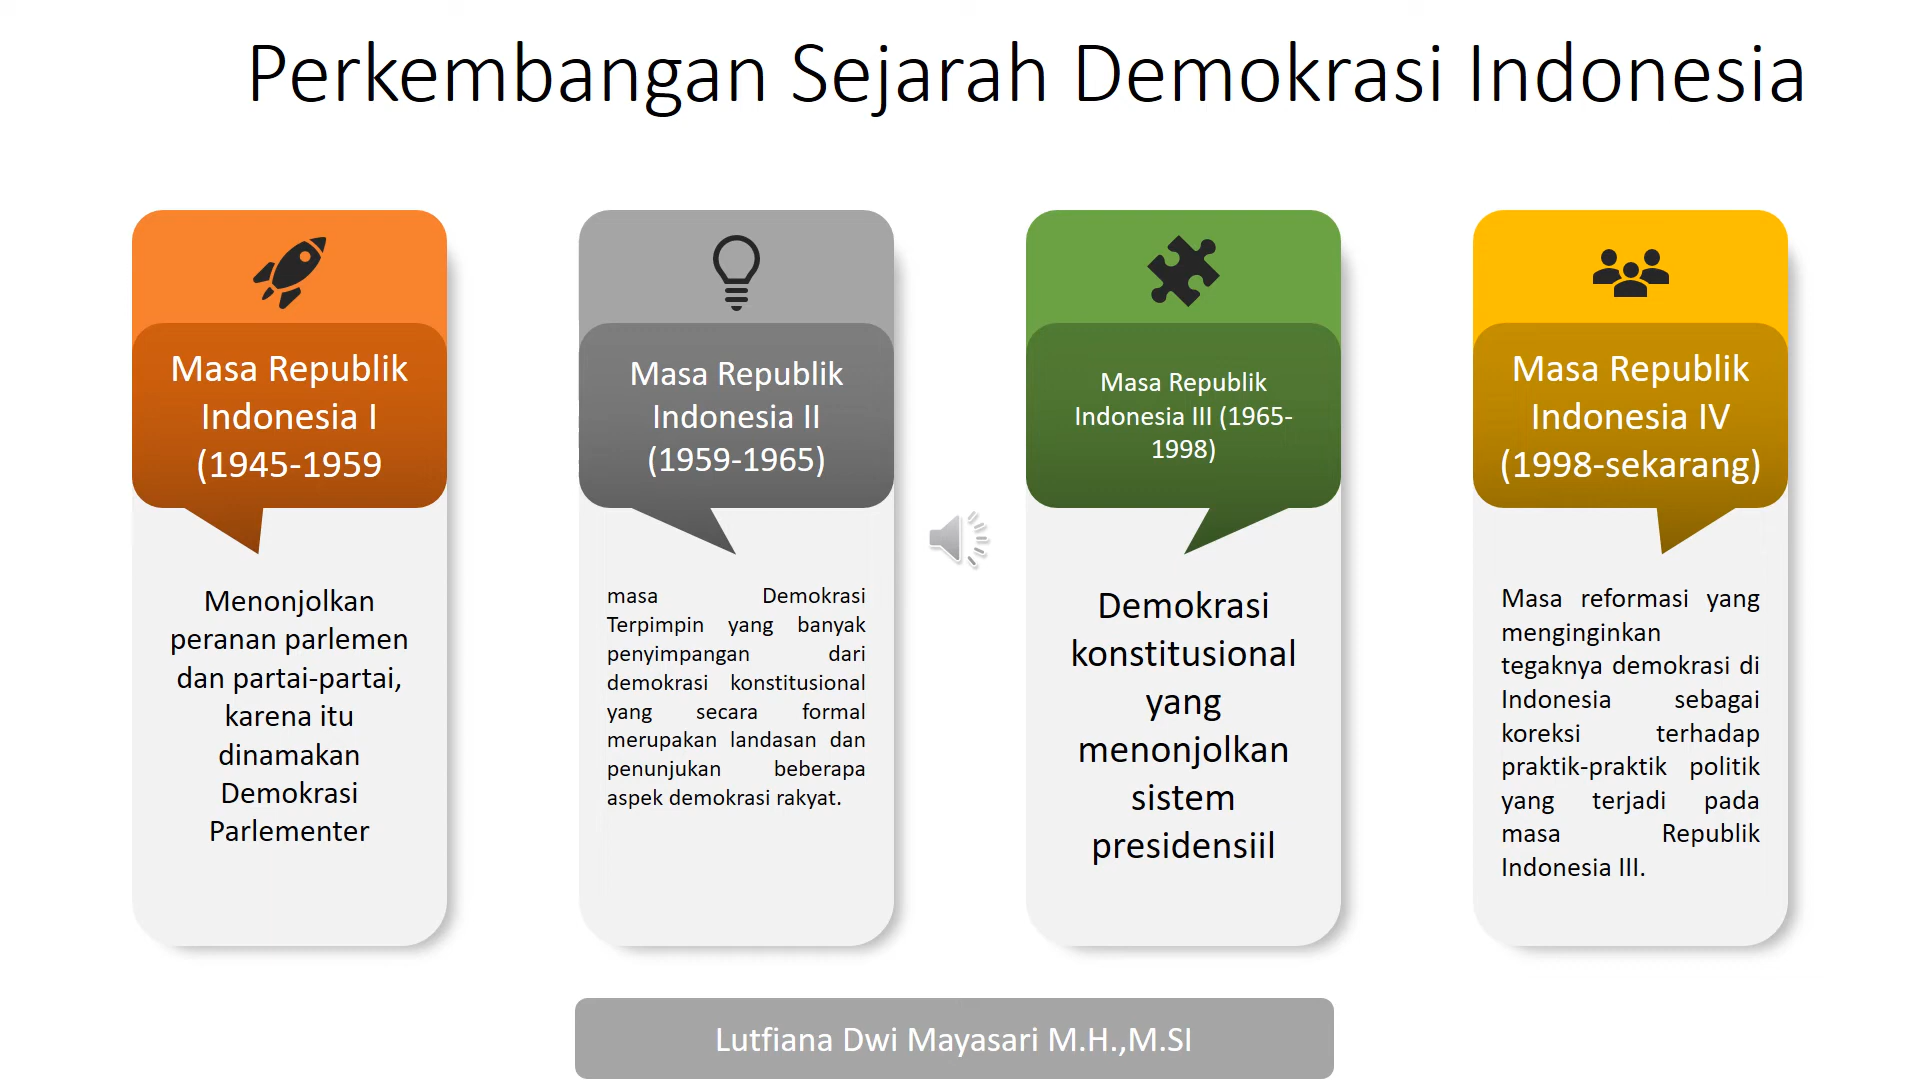 Perkembangan Sejarah Demokrasi Indonesia
Masa Republik
Indonesia I
(1945-1959
Menonjolkan
peranan parlemen
dan partai-partai,
karena itu
dinamakan
Demokrasi
Parlementer
Masa Republik
Indonesia II
(1959-1965)
masa Demokrasi
Terpimpin yang banyak
penyimpangan dari
demokrasi konstitusional
yang secara formal
merupakan landasan dan
penunjukan beberapa
aspek demokrasi rakyat.
Masa Republik
Indonesia III (1965-
1998)
Demokrasi
konstitusional
yang
menonjolkan
sistem
presidensiil
Masa Republik
Indonesia IV
(1998-sekarang)
Masa reformasi yang
menginginkan
tegaknya demokrasi di
Indonesia sebagai
koreksi terhadap
praktik-praktik politik
yang terjadi pada
masa Republik
Indonesia III.
Lutfiana Dwi Mayasari M.H.,M.SI